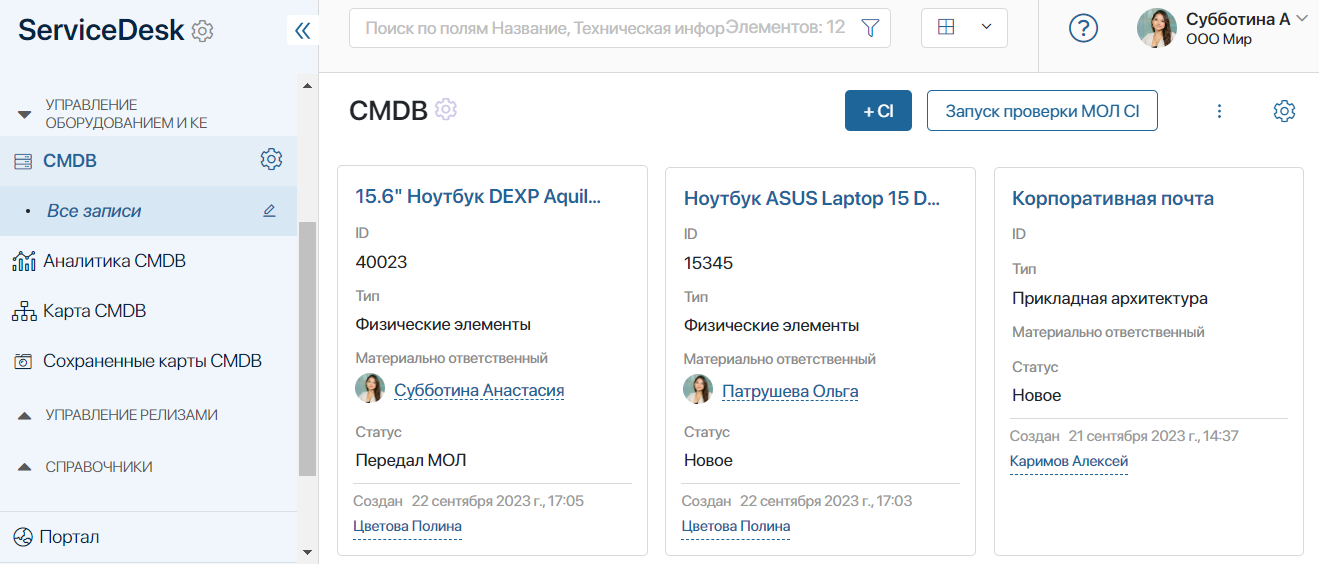 ServiceDesk
Поиск по полям Название, Техническая инфор
Элементов: 12
Субботина А
ООО Мир
УПРАВЛЕНИЕ
ОБОРУДОВАНИЕМ И КЕ
CMDB
Все записи
Аналитика CMDB
Карта CMDB
Сохраненные карты CMDB
УПРАВЛЕНИЕ РЕЛИЗАМИ
СПРАВОЧНИКИ
Портал
CMDB
+ CI
Запуск проверки МОЛ CI
15.6" Ноутбук DEXP Aquil...
ID
40023
Тип
Физические элементы
Материально ответственный
Субботина Анастасия
Статус
Передал МОЛ
Создан 22 сентября 2023 г., 17:05
Цветова Полина
Ноутбук ASUS Laptop 15 D...
ID
15345
Тип
Физические элементы
Материально ответственный
Патрушева Ольга
Статус
Новое
Создан 22 сентября 2023 г., 17:03
Цветова Полина
Корпоративная почта
ID
Тип
Прикладная архитектура
Материально ответственный
Статус
Новое
Создан 21 сентября 2023 г., 14:37
Каримов Алексей